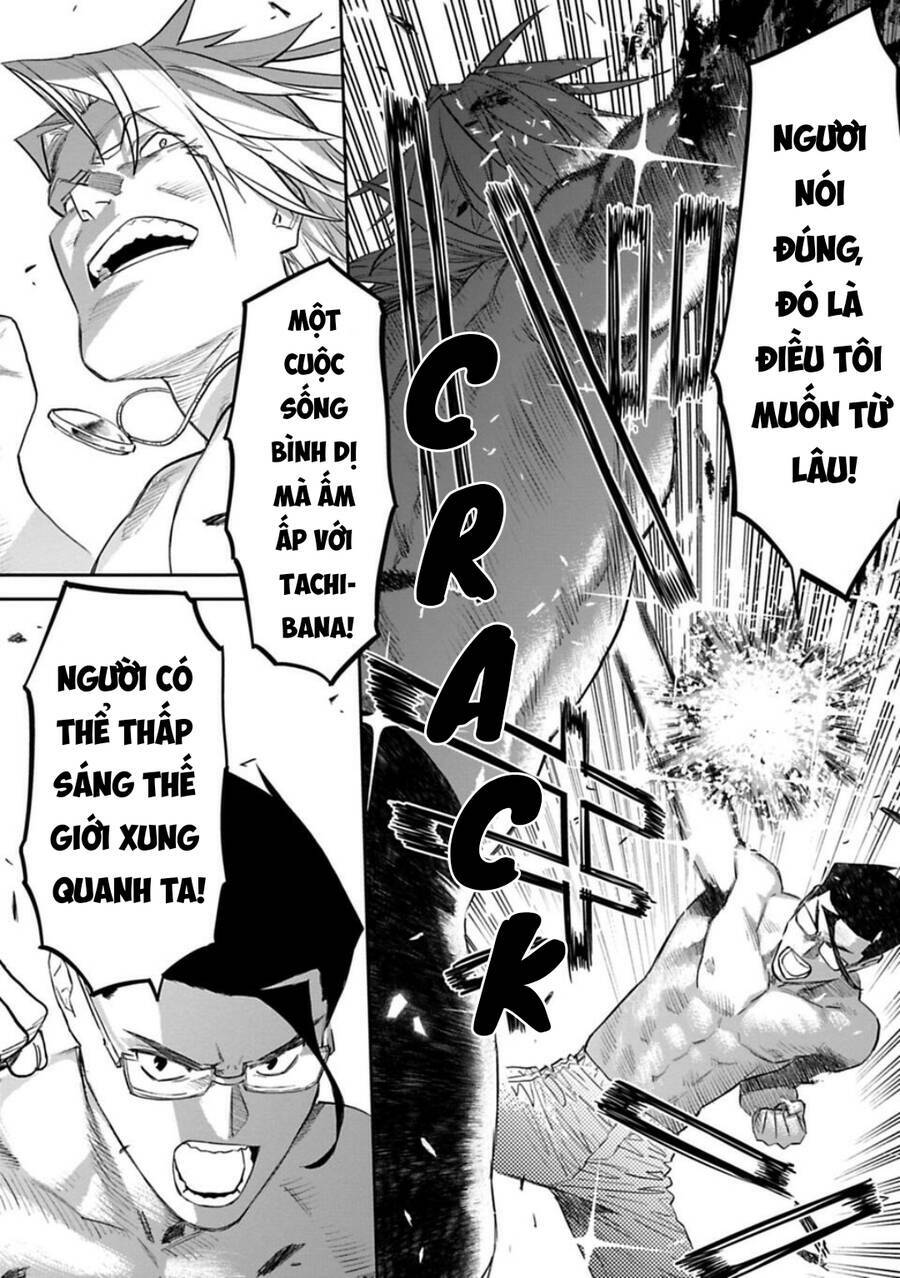 NGƯƠI
NÓI
ĐÚNG,
ĐÓ LÀ
ĐIỀU TÔI
MUỐN TỪ
LÂU!
MỘT
CUỘC
SỐNG
BÌNH DỊ
MÀ ẤM
ÁP VỚI
TACHI-
BANA!
CRACK
NGƯỜI CÓ
THỂ THẮP
SÁNG THẾ
GIỚI XUNG
QUANH TA!